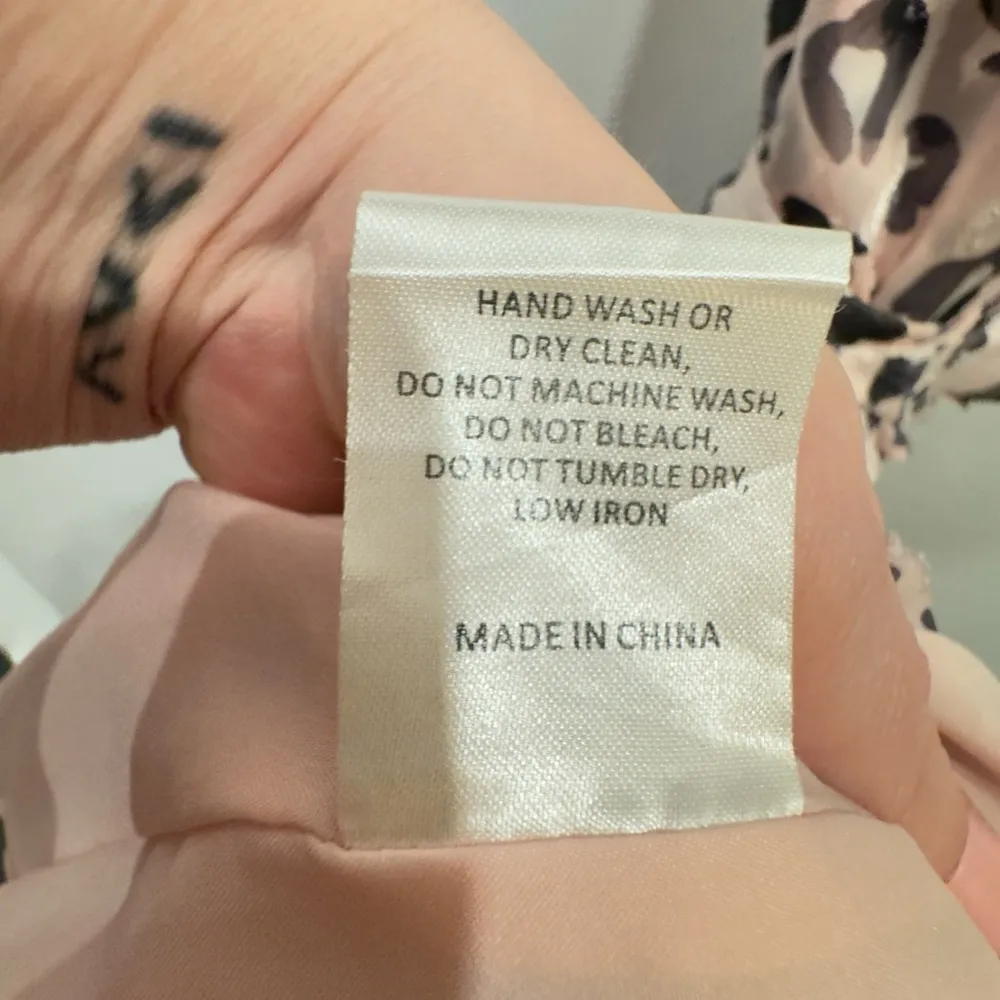 HAND WASH OR
DRY CLEAN,
DO NOT MACHINE WASH,
DO NOT BLEACH,
DO NOT TUMBLE DRY,
LOW IRON
MADE IN CHINA